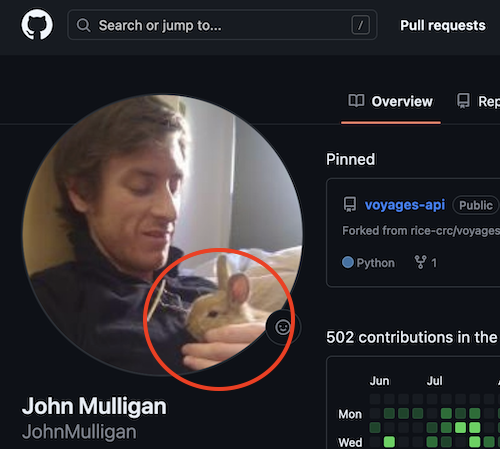 Search or jump to... /
Pull requests
Overview
Rep
Pinned
voyages-api Public
Forked from rice-crc/voyages
Python 1
502 contributions in the
Jun Jul A
Mon
Wed
John Mulligan
JohnMulligan